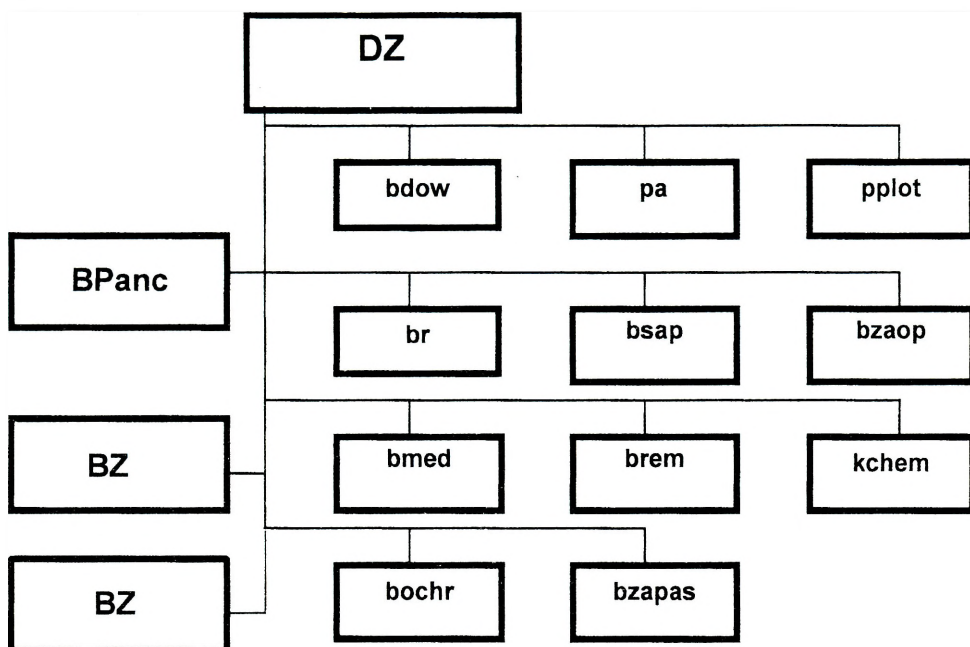 DZ
bdow
pa
pplot
BPanc
br
bsap
bzaop
BZ
bmed
brem
kchem
BZ
bochr
bzapas